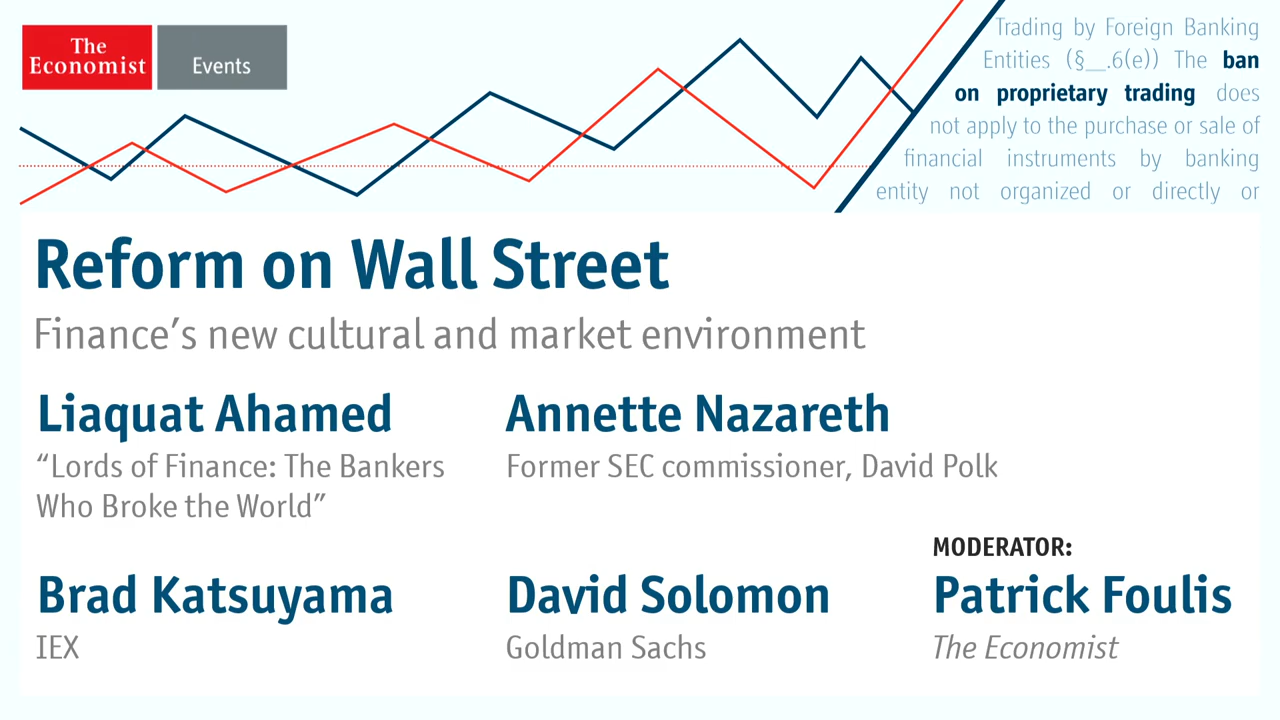 The
Economist
Events
Trading by Foreign Banking
Entities (§__.6(e)) The ban
on proprietary trading does
not apply to the purchase or sale of
financial instruments by banking
entity not organized or directly or
Reform on Wall Street
Finance’s new cultural and market environment
Liaquat Ahamed
“Lords of Finance: The Bankers
Who Broke the World”
Annette Nazareth
Former SEC commissioner, David Polk
Brad Katsuyama
IEX
David Solomon
Goldman Sachs
MODERATOR:
Patrick Foulis
The Economist